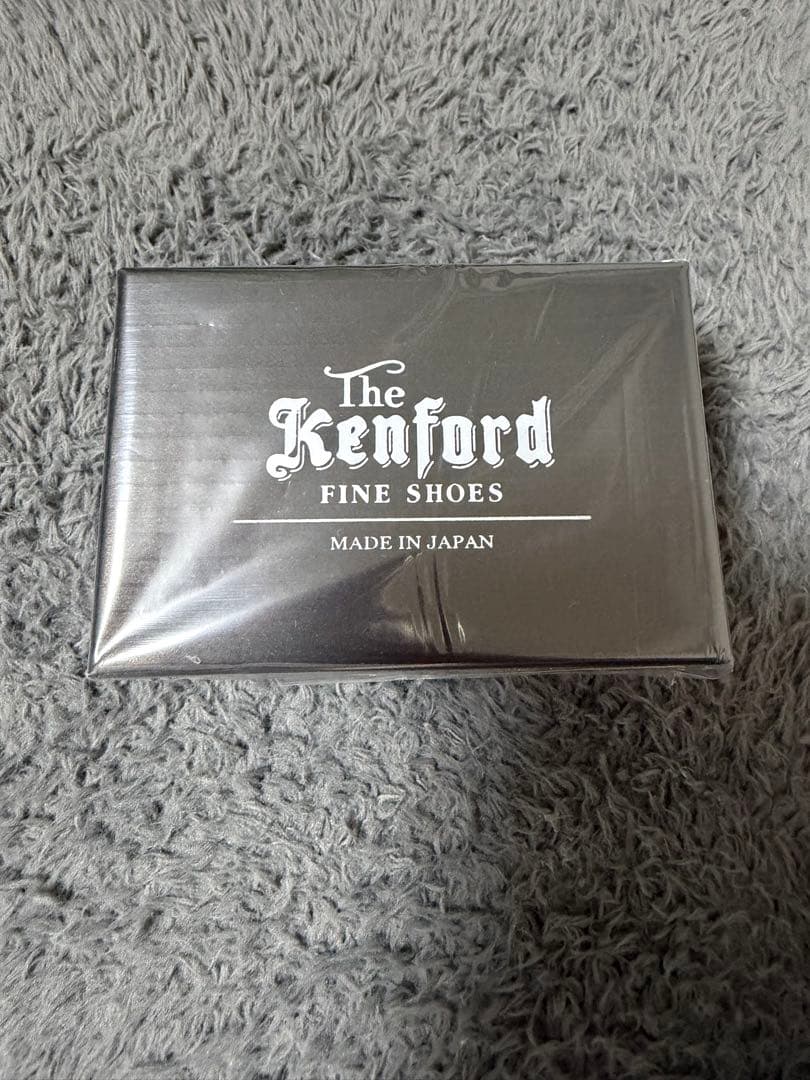 The
Kenford
FINE SHOES
MADE IN JAPAN